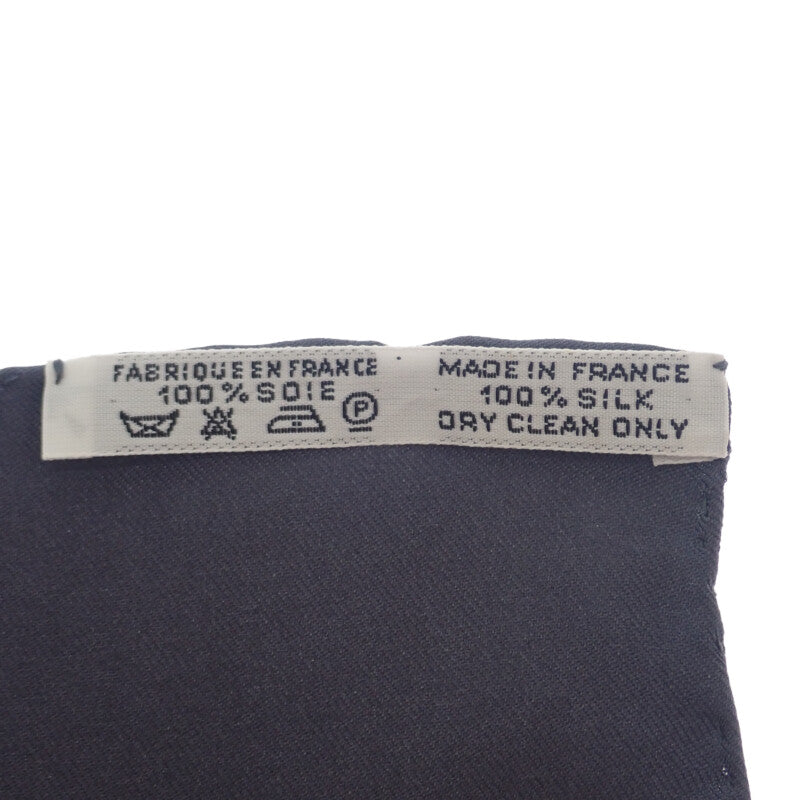 FABRIQUE EN FRANCE
100% SOIE
P
MADE IN FRANCE
100% SILK
DRY CLEAN ONLY